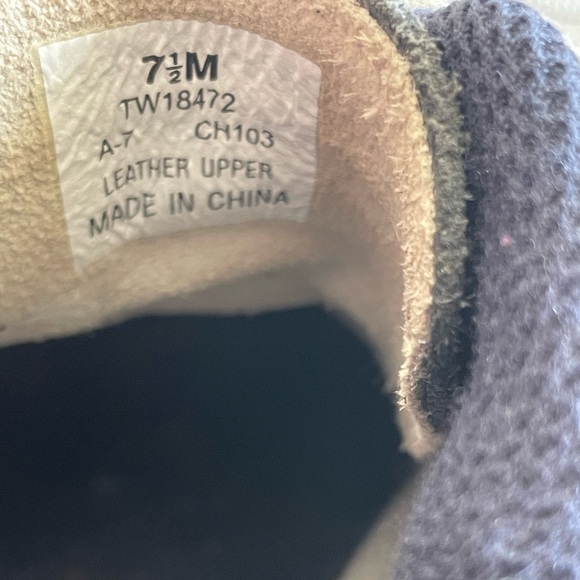 7½M
TW18472
A-7 CH103
LEATHER UPPER
MADE IN CHINA